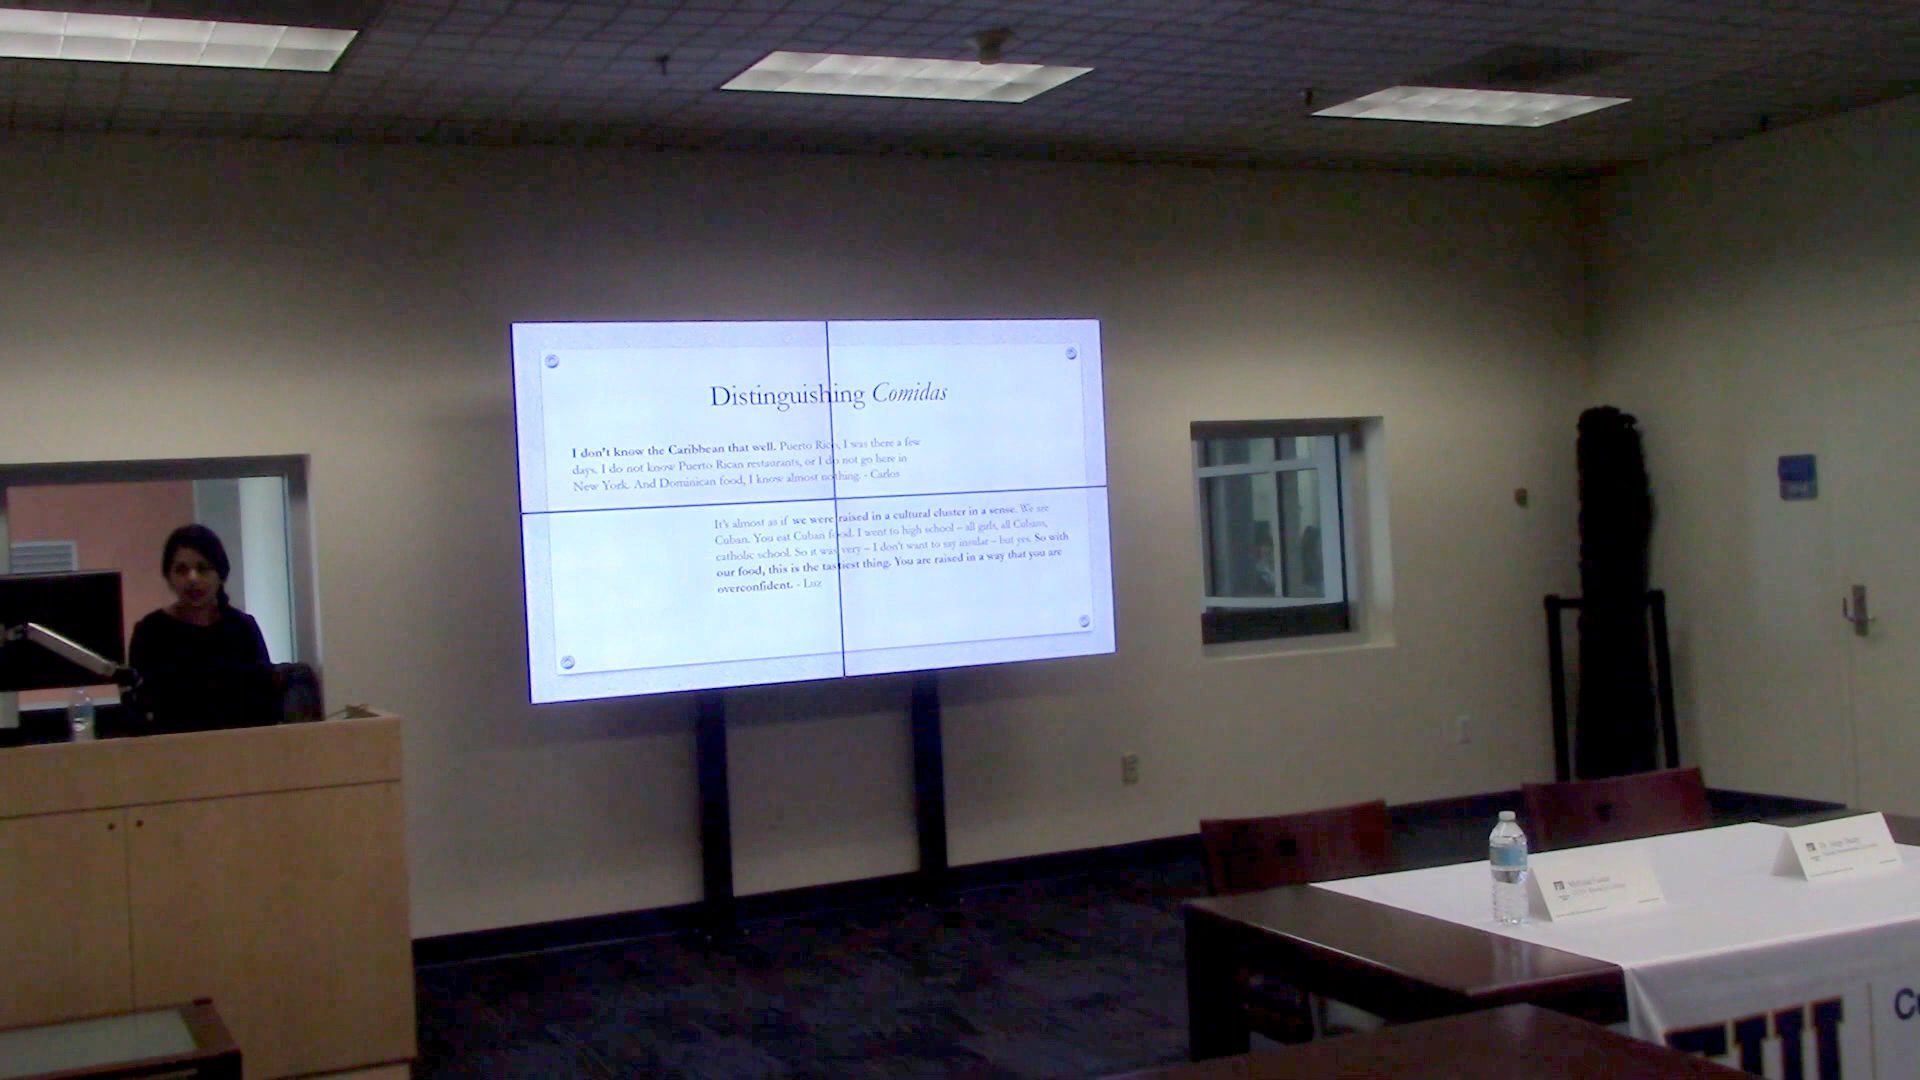 Distinguishing Comidas
I don't know the Caribbean that well. Puerto Rico, I was there a few
days. I do not know Puerto Rican restaurants, or I do not go here in
New York. And Dominican food, I know almost nothing. - Carlos
It's almost as if we were raised in a cultural cluster in a sense. We are
Cuban. You eat Cuban food. I went to high school – all girls, all Cubans,
catholic school. So it was very – I don't want to say insular – but yes. So with
our food, this is the tastiest thing. You are raised in a way that you are
overconfident. - Luz
Dr. Jorge
FIU